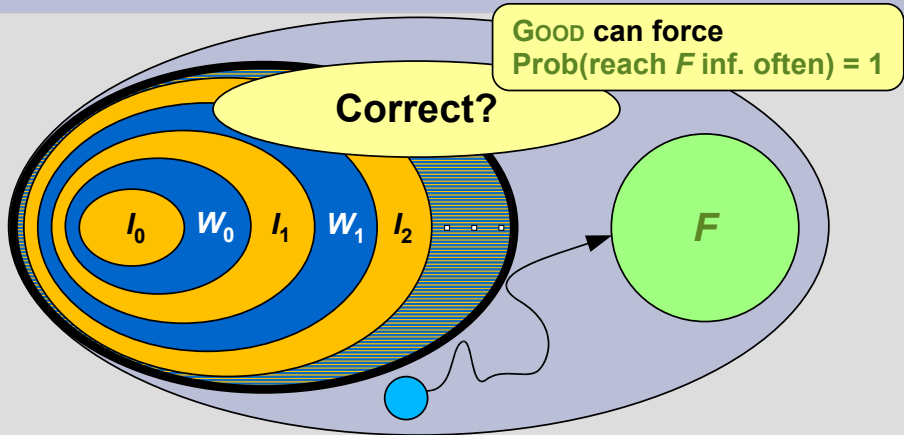 GOOD can force
Prob(reach F inf. often) = 1
Correct?
I0 W0 I1 W1 I2
F